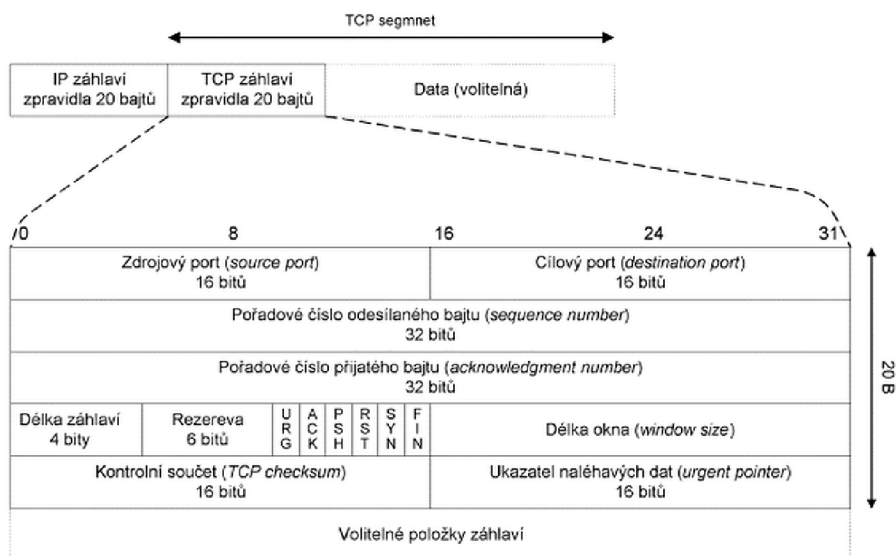 TCP segmnet
IP záhlaví
zpravidla 20 bajtů
TCP záhlaví
zpravidla 20 bajtů
Data (volitelná)
0 8 16 24 31
Zdrojový port (source port)
16 bitů
Cílový port (destination port)
16 bitů
Pořadové číslo odesílaného bajtu (sequence number)
32 bitů
Pořadové číslo přijatého bajtu (acknowledgment number)
32 bitů
Délka záhlaví
4 bity
Rezereva
6 bitů
URG
ACK
PSH
RST
SYN
FIN
Délka okna (window size)
Kontrolní součet (TCP checksum)
16 bitů
Ukazatel naléhavých dat (urgent pointer)
16 bitů
20 B
Volitelné položky záhlaví